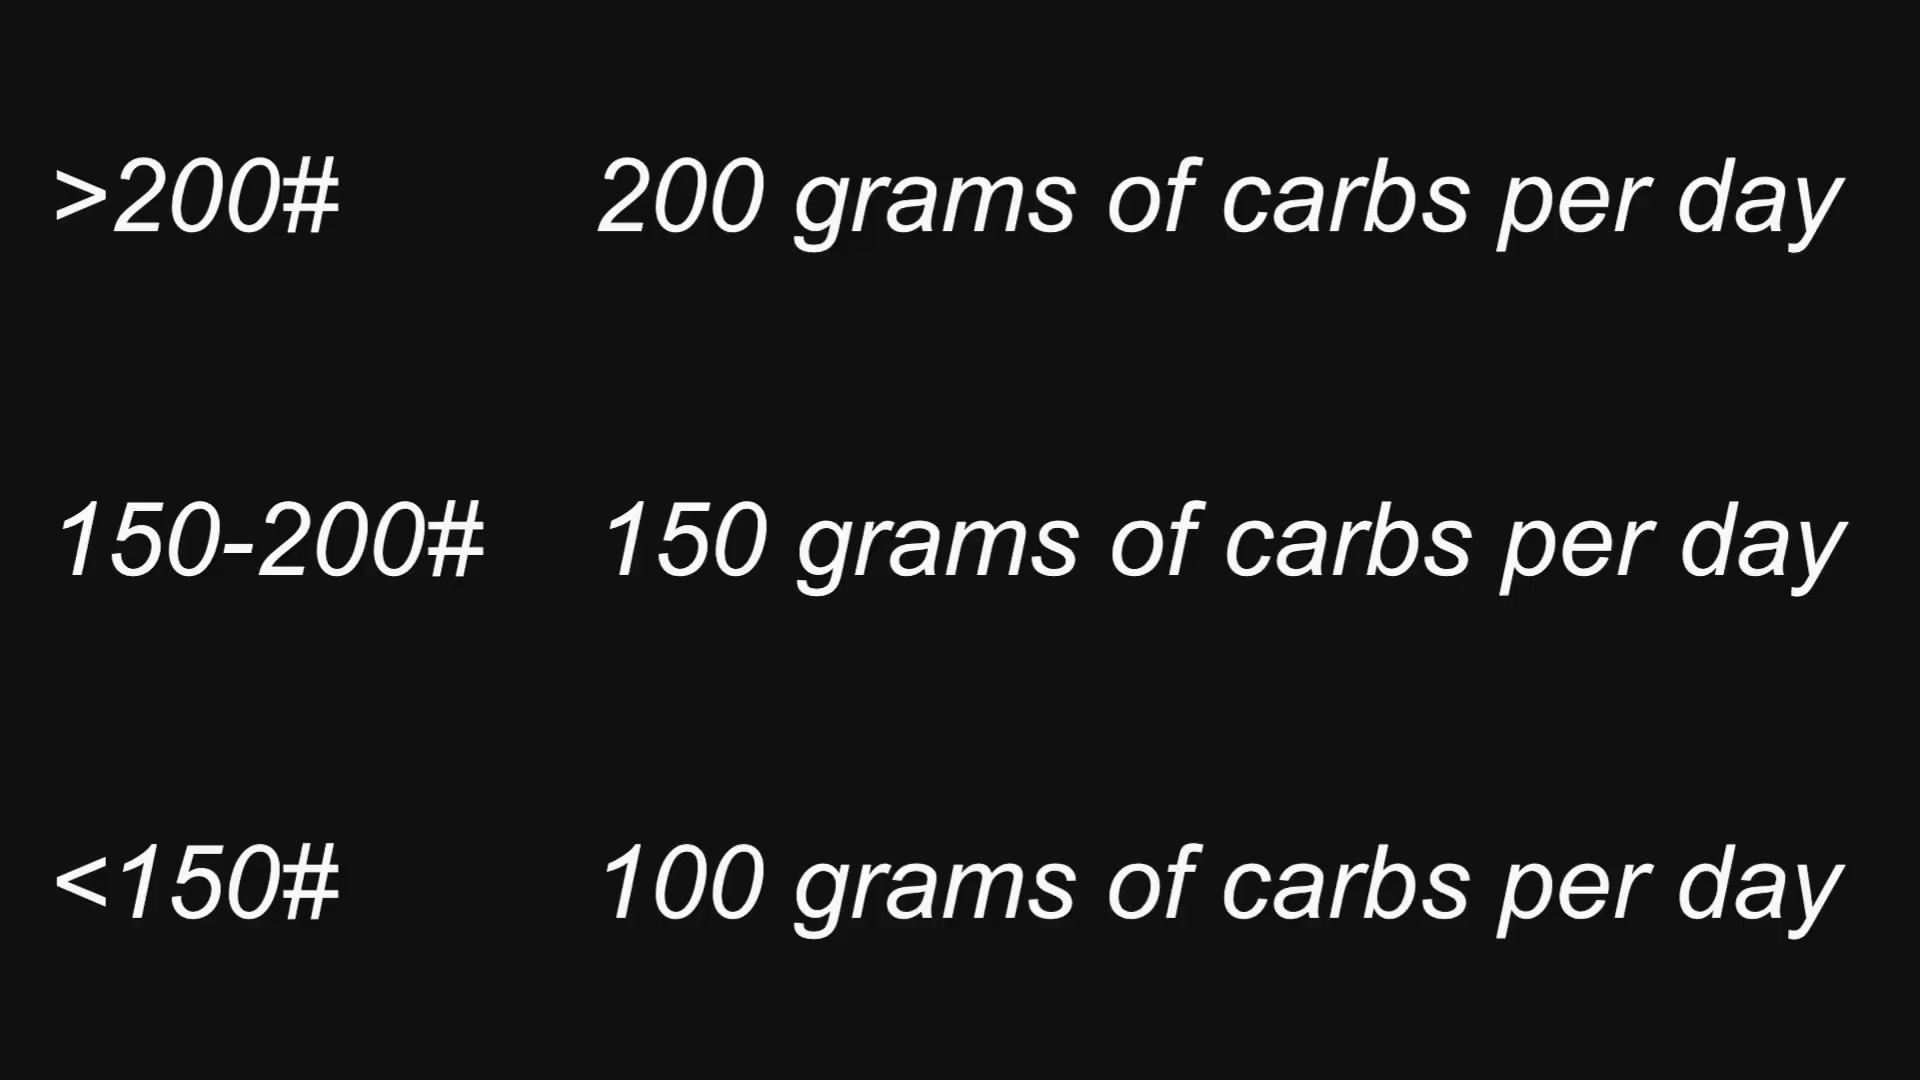 >200# 200 grams of carbs per day
150-200# 150 grams of carbs per day
<150# 100 grams of carbs per day